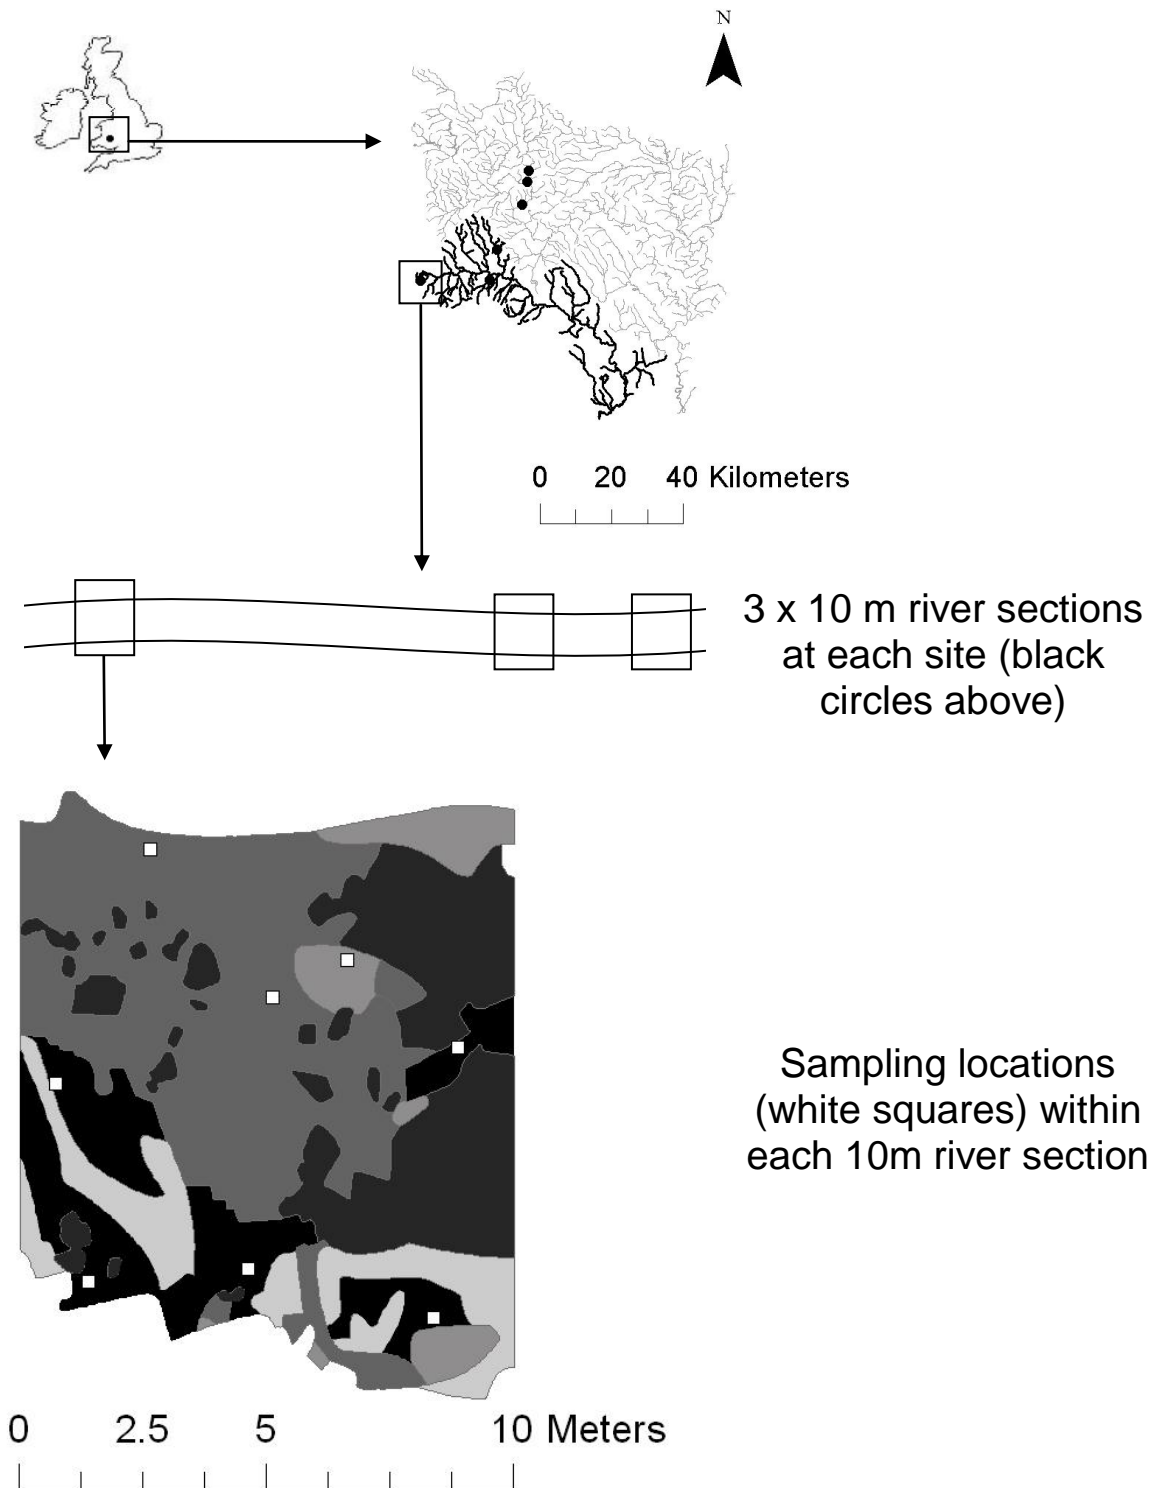 N
0 20 40 Kilometers
3 x 10 m river sections
at each site (black
circles above)
Sampling locations
(white squares) within
each 10m river section
0 2.5 5 10 Meters